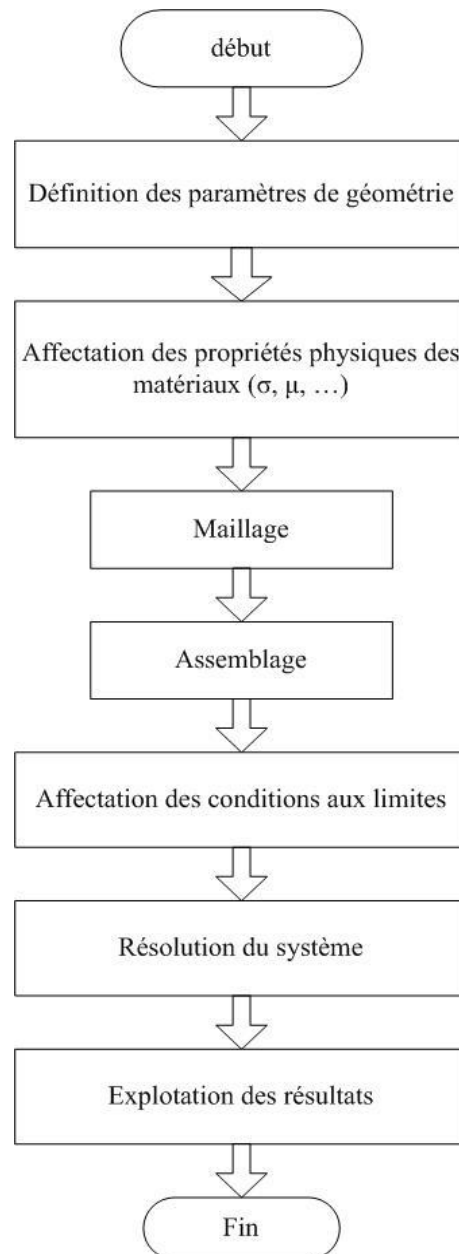 début
Définition des paramètres de géométrie
Affectation des propriétés physiques des
matériaux (σ, μ, …)
Maillage
Assemblage
Affectation des conditions aux limites
Résolution du système
Explotation des résultats
Fin